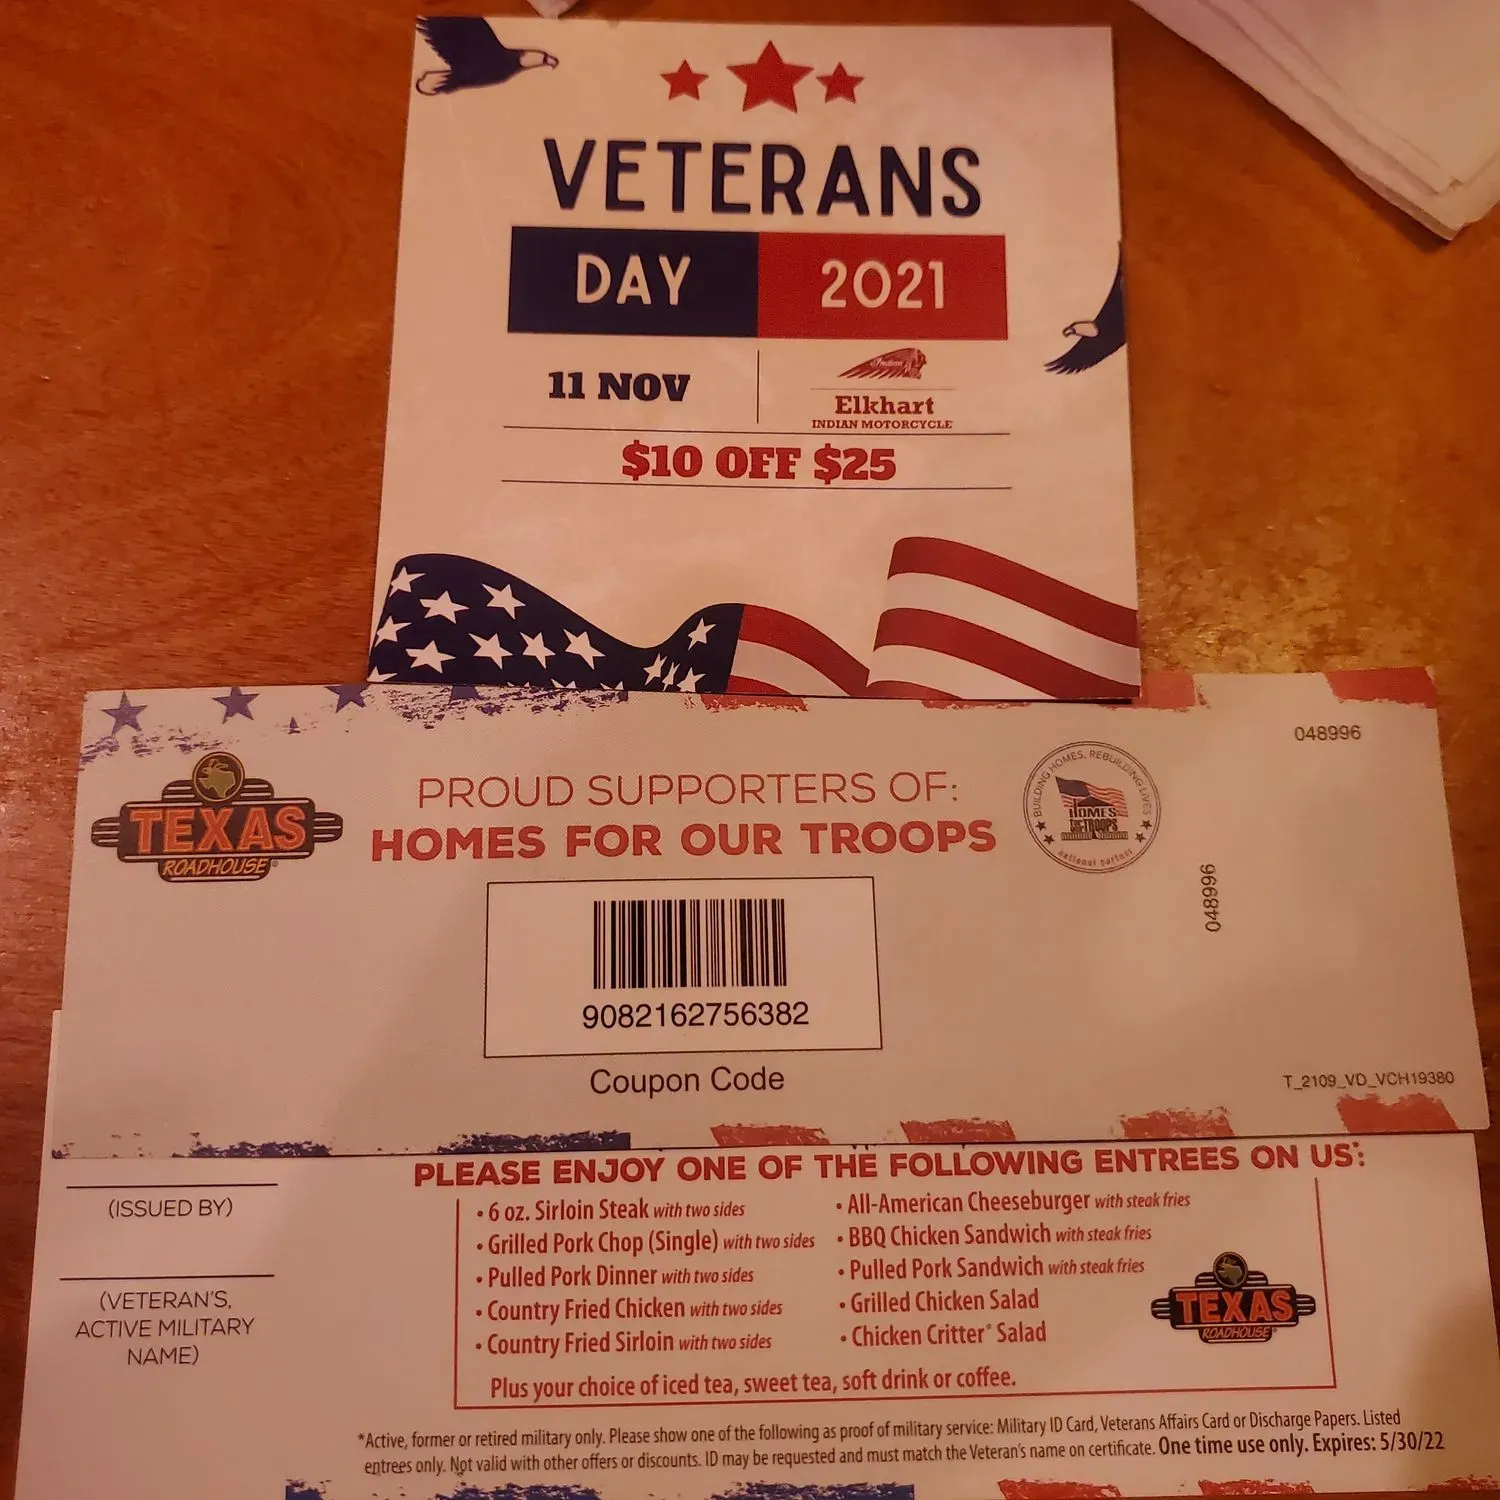 VETERANS
DAY 2021
11 NOV
Indian
Elkhart
INDIAN MOTORCYCLE
$10 OFF $25
048996
TEXAS
ROADHOUSE®
PROUD SUPPORTERS OF:
HOMES FOR OUR TROOPS
BUILDING HOMES, REBUILDING LIVES
HOMES
FOR OUR
TROOPS
national partner
048996
9082162756382
Coupon Code
T_2109_VD_VCH19380
PLEASE ENJOY ONE OF THE FOLLOWING ENTREES ON US*:
(ISSUED BY)
(VETERAN'S,
ACTIVE MILITARY
NAME)
• 6 oz. Sirloin Steak with two sides
• Grilled Pork Chop (Single) with two sides
• Pulled Pork Dinner with two sides
• Country Fried Chicken with two sides
• Country Fried Sirloin with two sides
• All-American Cheeseburger with steak fries
• BBQ Chicken Sandwich with steak fries
• Pulled Pork Sandwich with steak fries
• Grilled Chicken Salad
• Chicken Critter® Salad
Plus your choice of iced tea, sweet tea, soft drink or coffee.
TEXAS
ROADHOUSE®
*Active, former or retired military only. Please show one of the following as proof of military service: Military ID Card, Veterans Affairs Card or Discharge Papers. Listed
entrees only. Not valid with other offers or discounts. ID may be requested and must match the Veteran's name on certificate. One time use only. Expires: 5/30/22